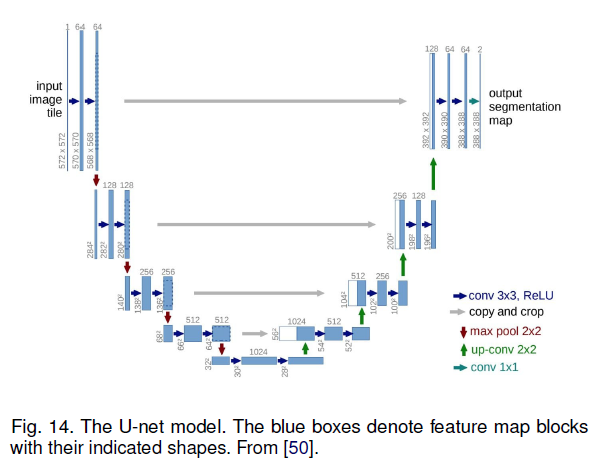 1 64 64
128 64 64 2
input
image
tile
output
segmentation
map
572 x 572
570 x 570
568 x 568
392 x 392
390 x 390
388 x 388
388 x 388
128 128
256 128
284²
282²
280²
200²
198²
196²
256 256
512 256
140²
138²
136²
104²
102²
100²
512 512
1024 512
68²
66²
64²
56²
54²
52²
1024
32²
30²
28²
conv 3x3, ReLU
copy and crop
max pool 2x2
up-conv 2x2
conv 1x1
Fig. 14. The U-net model. The blue boxes denote feature map blocks
with their indicated shapes. From [50].